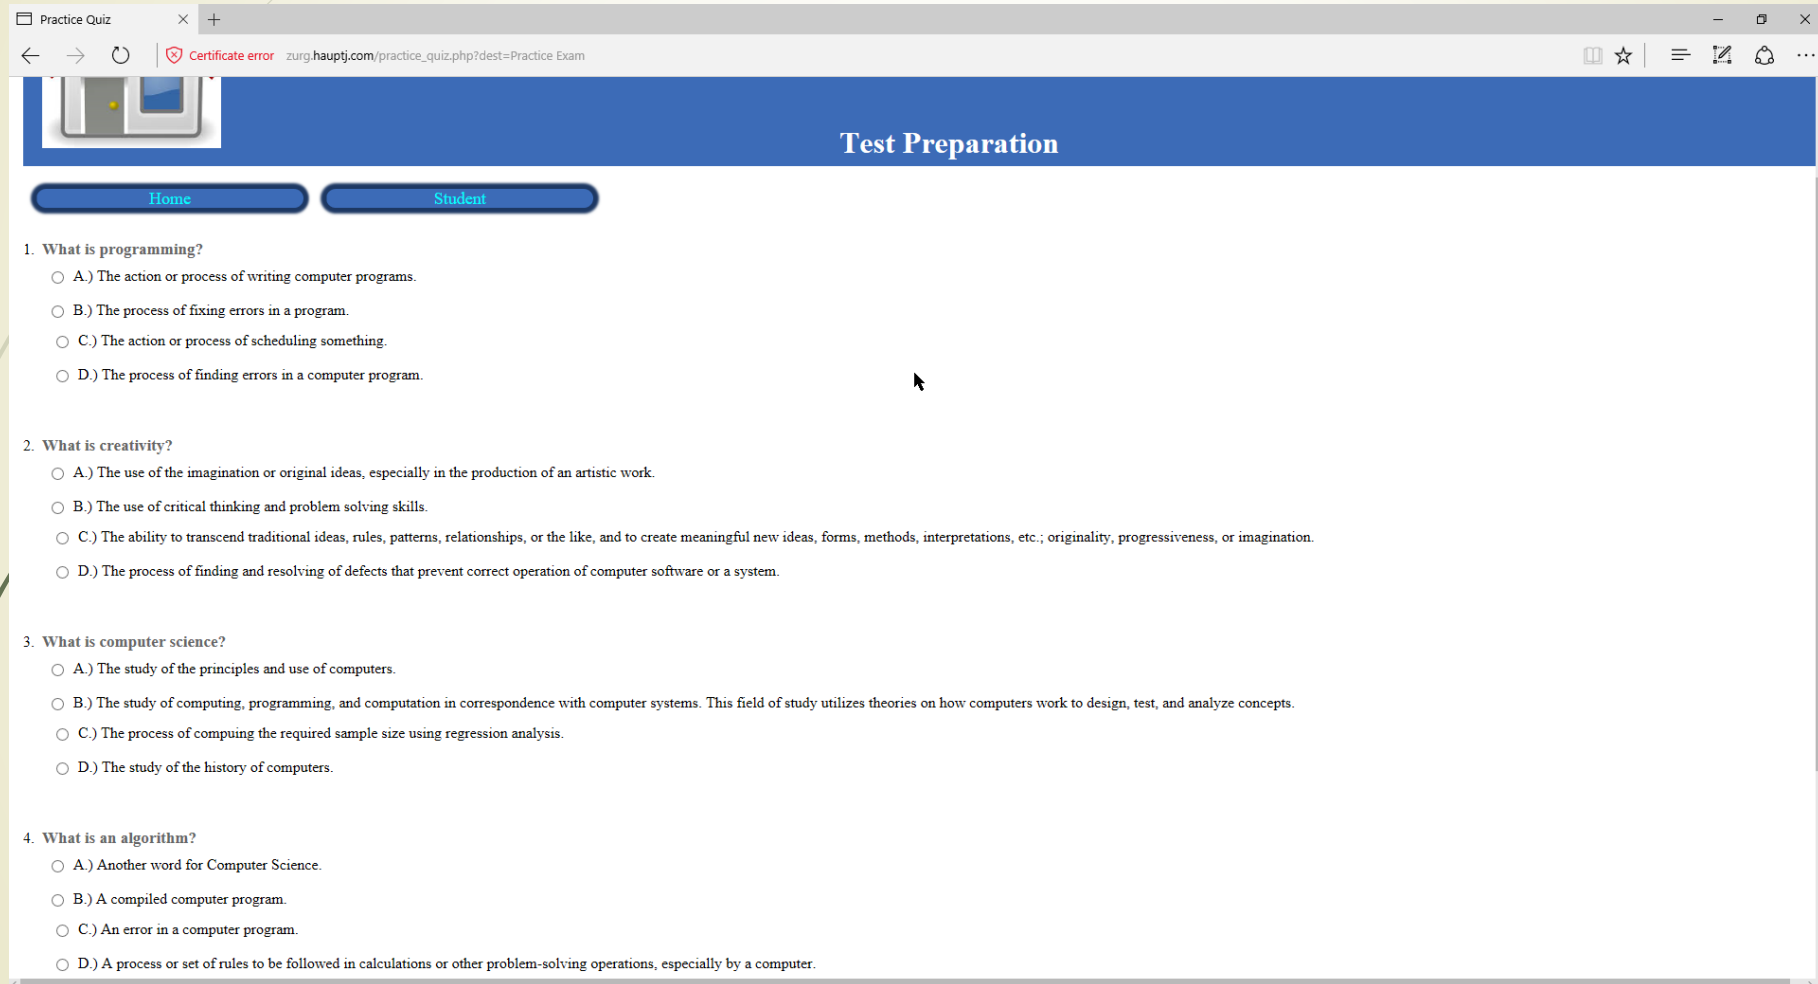 Practice Quiz
Certificate error zurg.hauptj.com/practice_quiz.php?dest=Practice Exam
Test Preparation
Home Student
1. What is programming?
A.) The action or process of writing computer programs.
B.) The process of fixing errors in a program.
C.) The action or process of scheduling something.
D.) The process of finding errors in a computer program.
2. What is creativity?
A.) The use of the imagination or original ideas, especially in the production of an artistic work.
B.) The use of critical thinking and problem solving skills.
C.) The ability to transcend traditional ideas, rules, patterns, relationships, or the like, and to create meaningful new ideas, forms, methods, interpretations, etc.; originality, progressiveness, or imagination.
D.) The process of finding and resolving of defects that prevent correct operation of computer software or a system.
3. What is computer science?
A.) The study of the principles and use of computers.
B.) The study of computing, programming, and computation in correspondence with computer systems. This field of study utilizes theories on how computers work to design, test, and analyze concepts.
C.) The process of compuing the required sample size using regression analysis.
D.) The study of the history of computers.
4. What is an algorithm?
A.) Another word for Computer Science.
B.) A compiled computer program.
C.) An error in a computer program.
D.) A process or set of rules to be followed in calculations or other problem-solving operations, especially by a computer.